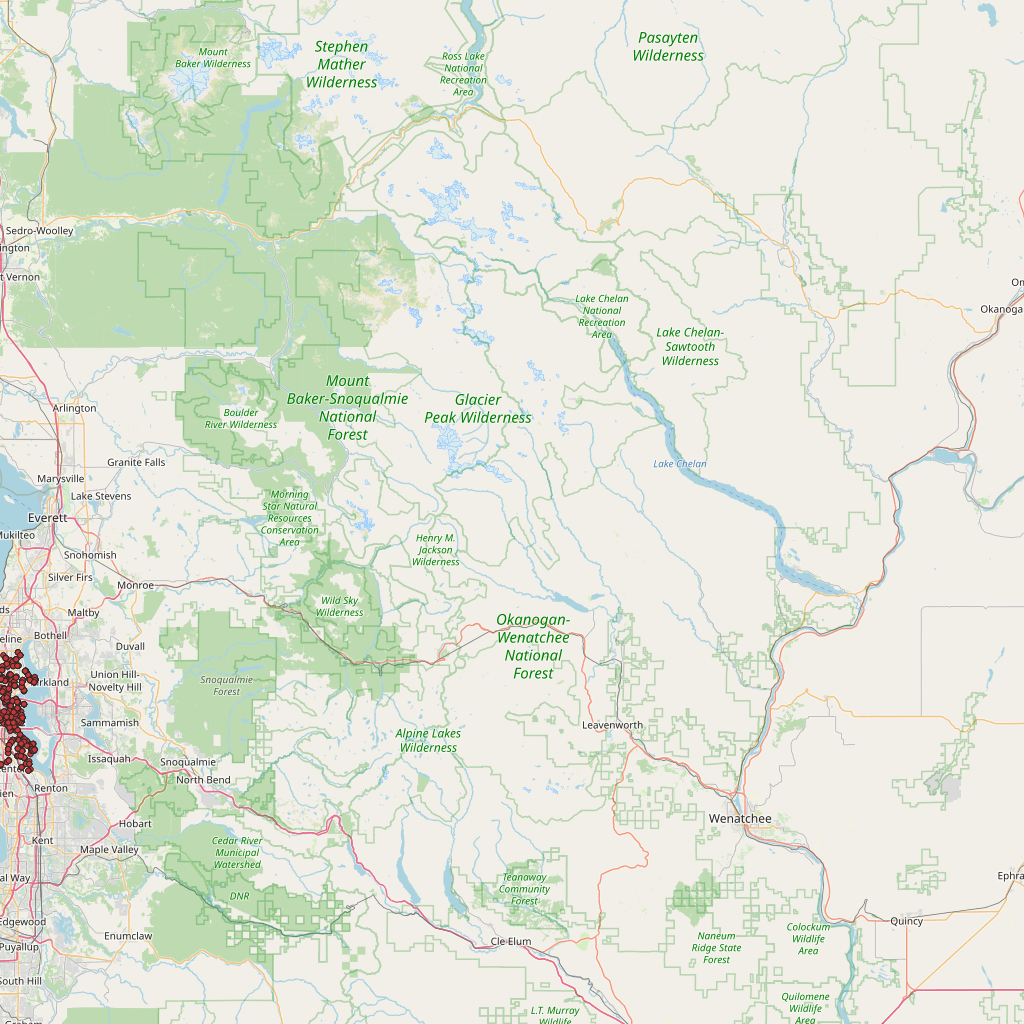 Mount
Baker Wilderness
Stephen
Mather
Wilderness
Ross Lake
National
Recreation
Area
Pasayten
Wilderness
Sedro-Woolley
ington
t Vernon
Lake Chelan
National
Recreation
Area
Lake Chelan-
Sawtooth
Wilderness
Om
Okanoga
Mount
Baker-Snoqualmie
National
Forest
Glacier
Peak Wilderness
Arlington
Boulder
River Wilderness
Granite Falls
Lake Chelan
Marysville
Lake Stevens
Morning
Star Natural
Resources
Conservation
Area
Everett
Mukilteo
Henry M.
Jackson
Wilderness
Snohomish
Silver Firs
Monroe
ds
Maltby
Wild Sky
Wilderness
Okanogan-
Wenatchee
National
Forest
eline
Bothell
Duvall
rkland
Union Hill-
Novelty Hill
Snoqualmie
Forest
Sammamish
Leavenworth
Alpine Lakes
Wilderness
Issaquah
Snoqualmie
North Bend
ente
ien
Renton
Hobart
Wenatchee
Kent
Maple Valley
Cedar River
Municipal
Watershed
al Way
DNR
Teanaway
Community
Forest
Ephra
Edgewood
Quincy
Enumclaw
Puyallup
Cle Elum
Naneum
Ridge State
Forest
Colockum
Wildlife
Area
South Hill
Quilomene
Wildlife
Area
L.T. Murray
Wildlife
Graham